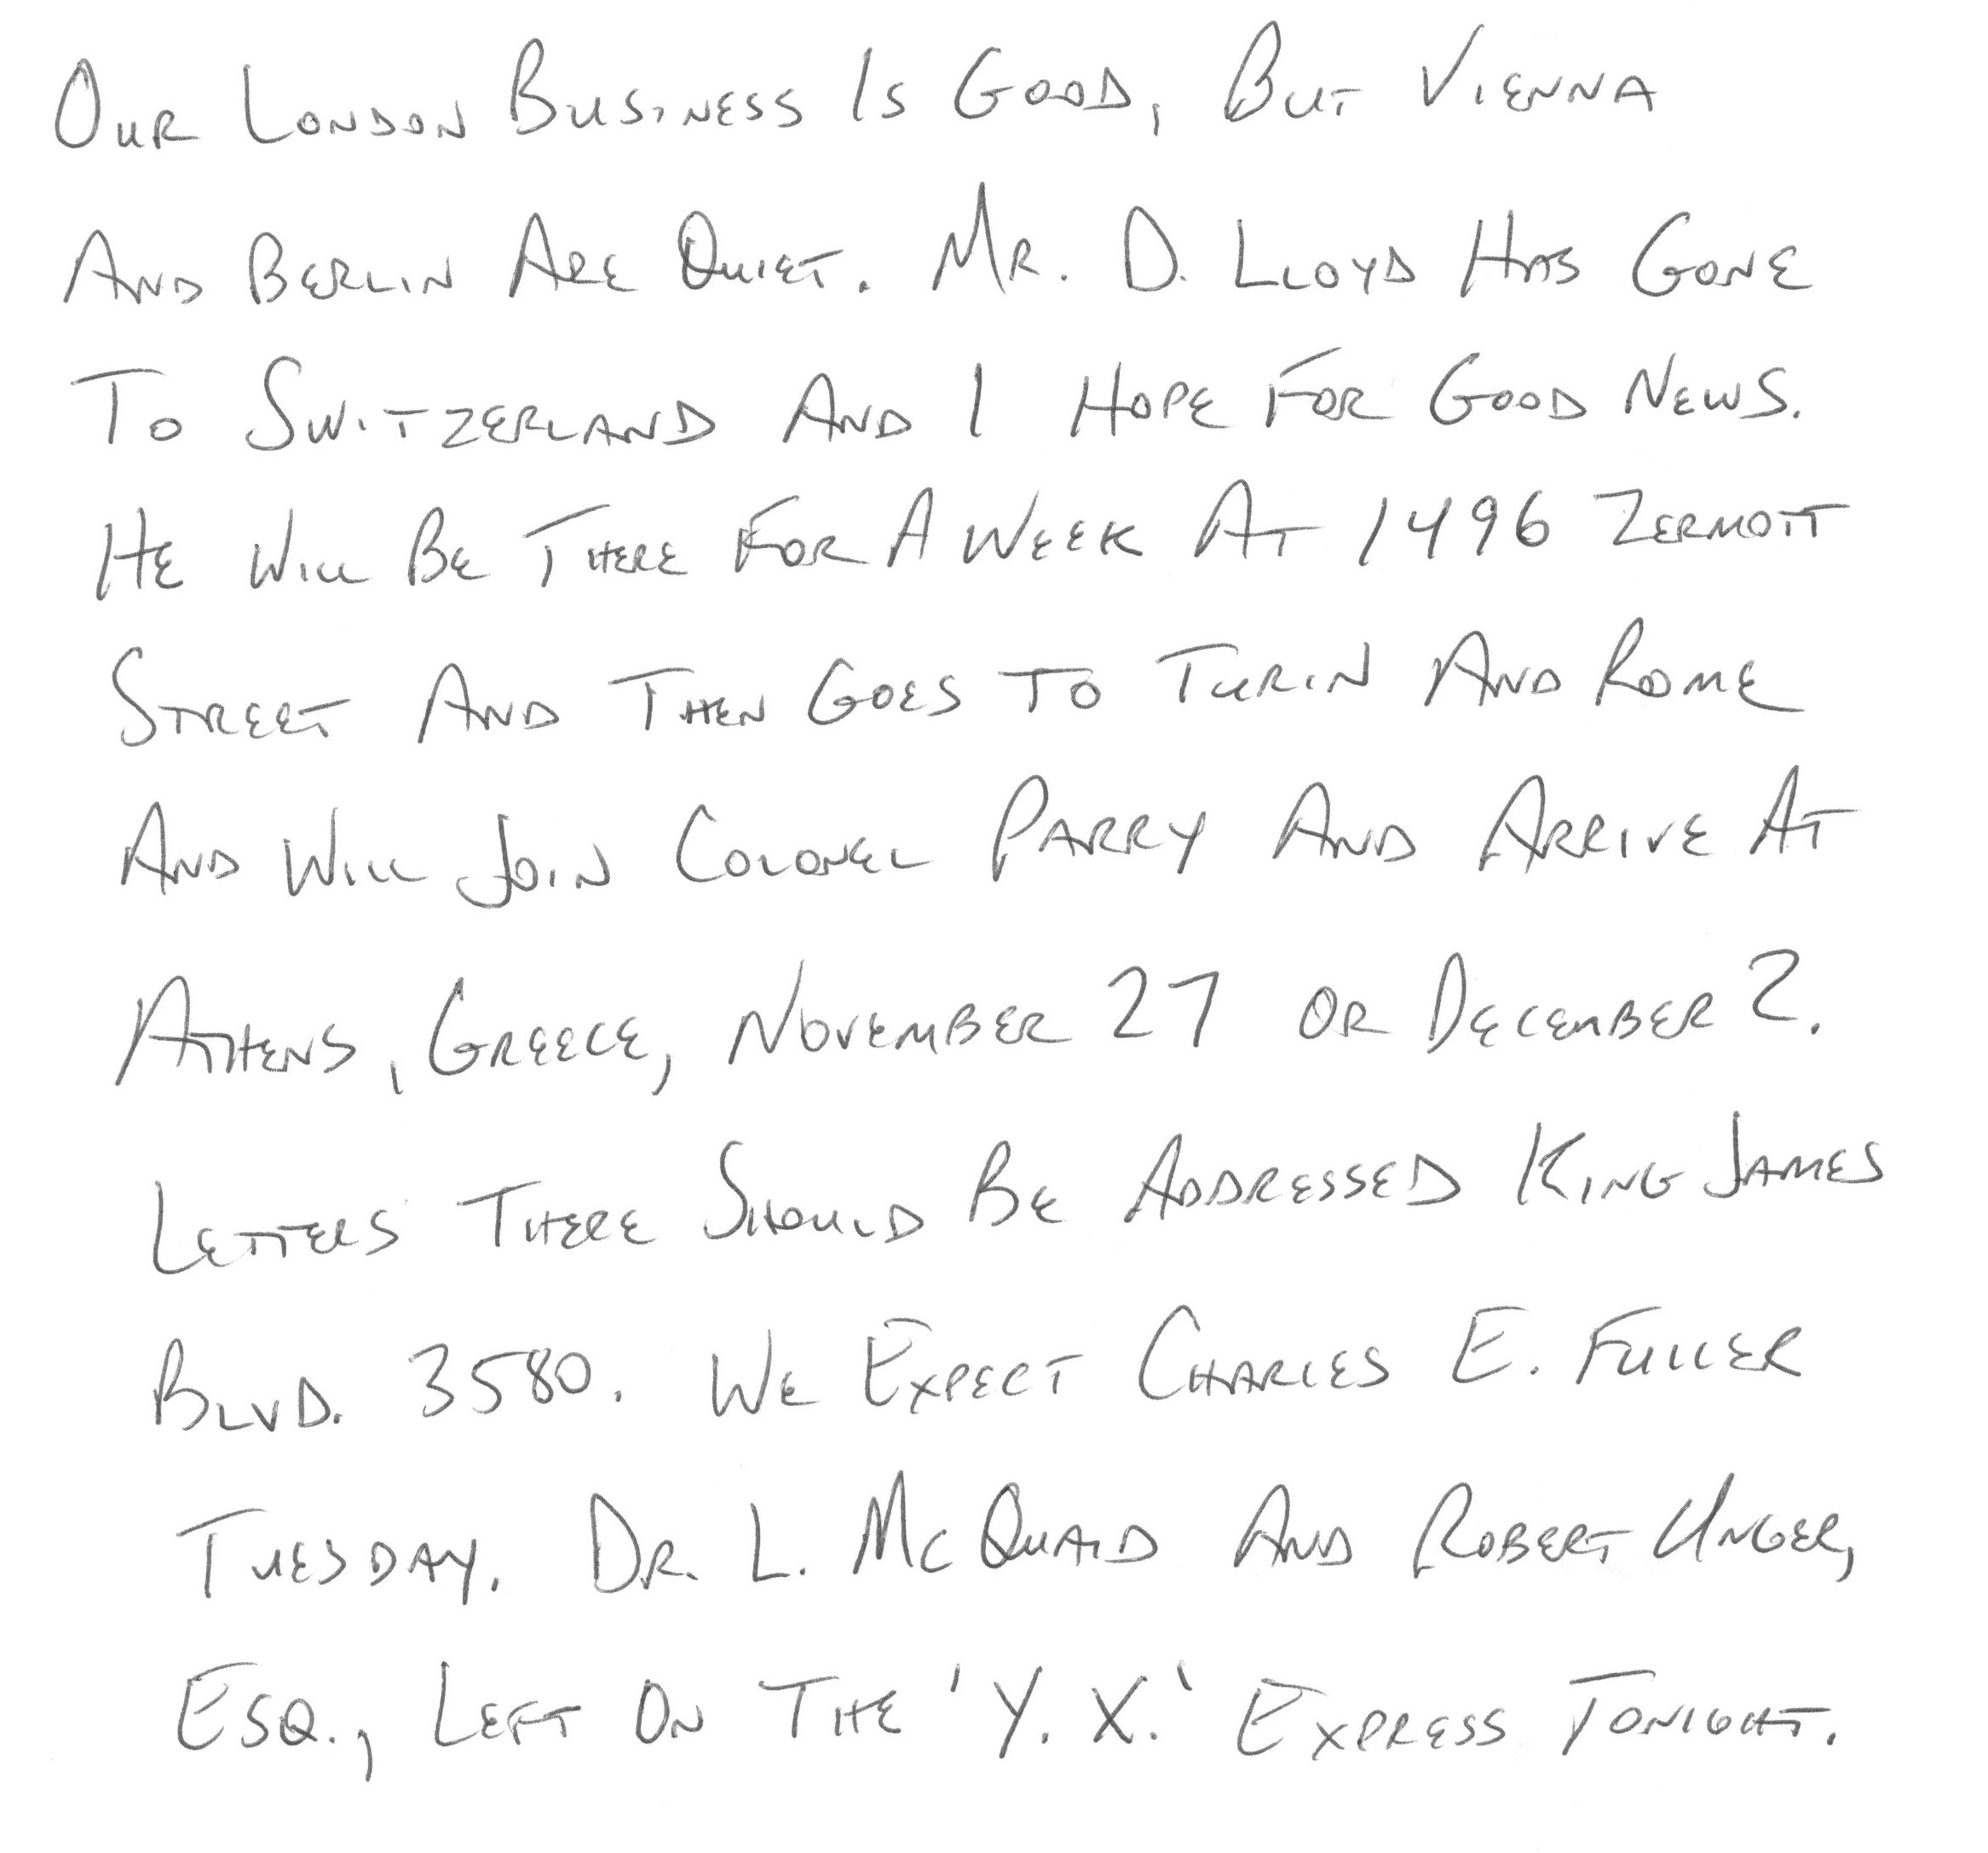 Our London Business Is Good, But Vienna
And Berlin Are Quiet. Mr. D. Lloyd Has Gone
To Switzerland And I Hope For Good News.
He Will Be There For A Week At 1496 Zermott
Street And Then Goes To Turin And Rome
And Will Join Colonel Parry And Arrive At
Athens, Greece, November 27 or December 2.
Letters There Should Be Addressed King James
Blvd. 3580. We Expect Charles E. Fuller
Tuesday. Dr. L. McQuaid And Robert Unger,
Esq., Left On The 'Y. X.' Express Tonight.